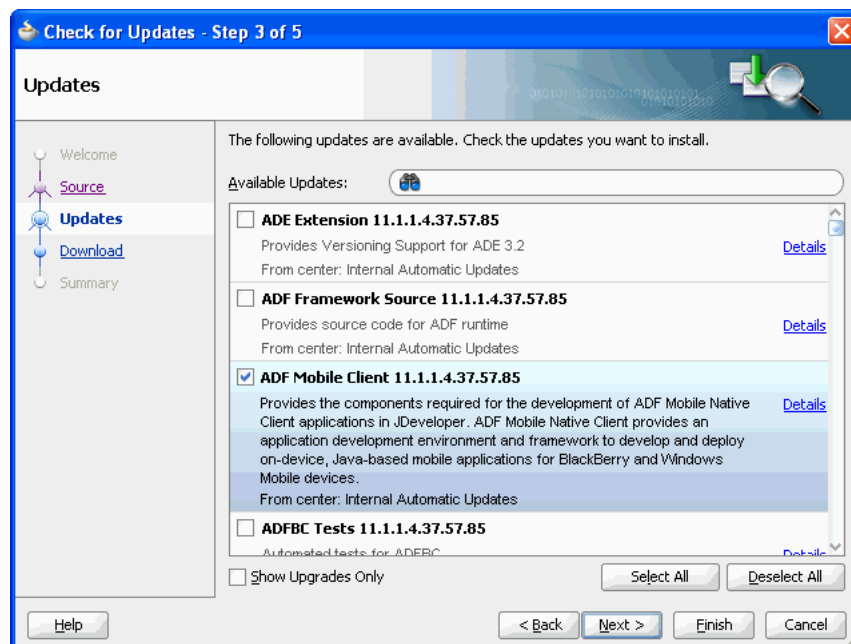 Check for Updates - Step 3 of 5
Updates
Welcome
Source
Updates
Download
Summary
The following updates are available. Check the updates you want to install.
Available Updates:
ADE Extension 11.1.1.4.37.57.85
Provides Versioning Support for ADE 3.2
Details
From center: Internal Automatic Updates
ADF Framework Source 11.1.1.4.37.57.85
Provides source code for ADF runtime
Details
From center: Internal Automatic Updates
ADF Mobile Client 11.1.1.4.37.57.85
Provides the components required for the development of ADF Mobile Native
Details
Client applications in JDeveloper. ADF Mobile Native Client provides an
application development environment and framework to develop and deploy
on-device, Java-based mobile applications for BlackBerry and Windows
Mobile devices.
From center: Internal Automatic Updates
ADFBC Tests 11.1.1.4.37.57.85
Automated tests for ADFBC
Details
Show Upgrades Only
Select All
Deselect All
Help
< Back
Next >
Finish
Cancel